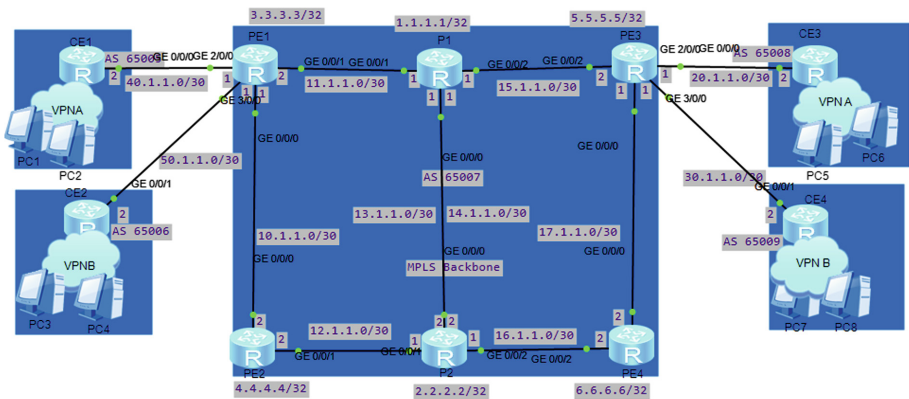 3.3.3.3/32
1.1.1.1/32
5.5.5.5/32
CE1
PE1
P1
PE3
CE3
AS 65005
GE 0/0/0
GE 2/0/0
GE 0/0/1
GE 0/0/1
GE 0/0/2
GE 0/0/2
GE 2/0/0
GE 0/0/0
AS 65008
2
40.1.1.0/30
1
2
11.1.1.0/30
1
1
15.1.1.0/30
2
1
20.1.1.0/30
2
VPNA
1
1
GE 3/0/0
1
1
1
1
GE 3/0/0
VPN A
PC1
PC2
GE 0/0/0
GE 0/0/0
GE 0/0/0
PC5
PC6
50.1.1.0/30
CE2
GE 0/0/1
AS 65007
30.1.1.0/30
GE 0/0/1
CE4
2
AS 65006
10.1.1.0/30
13.1.1.0/30
14.1.1.0/30
17.1.1.0/30
2
AS 65009
VPNB
GE 0/0/0
GE 0/0/0
MPLS Backbone
GE 0/0/0
VPN B
PC3
PC4
PC7
PC8
2
2
12.1.1.0/30
GE 0/0/1
GE 0/0/1
1
2
2
1
16.1.1.0/30
GE 0/0/2
GE 0/0/2
2
2
PE2
P2
PE4
4.4.4.4/32
2.2.2.2/32
6.6.6.6/32